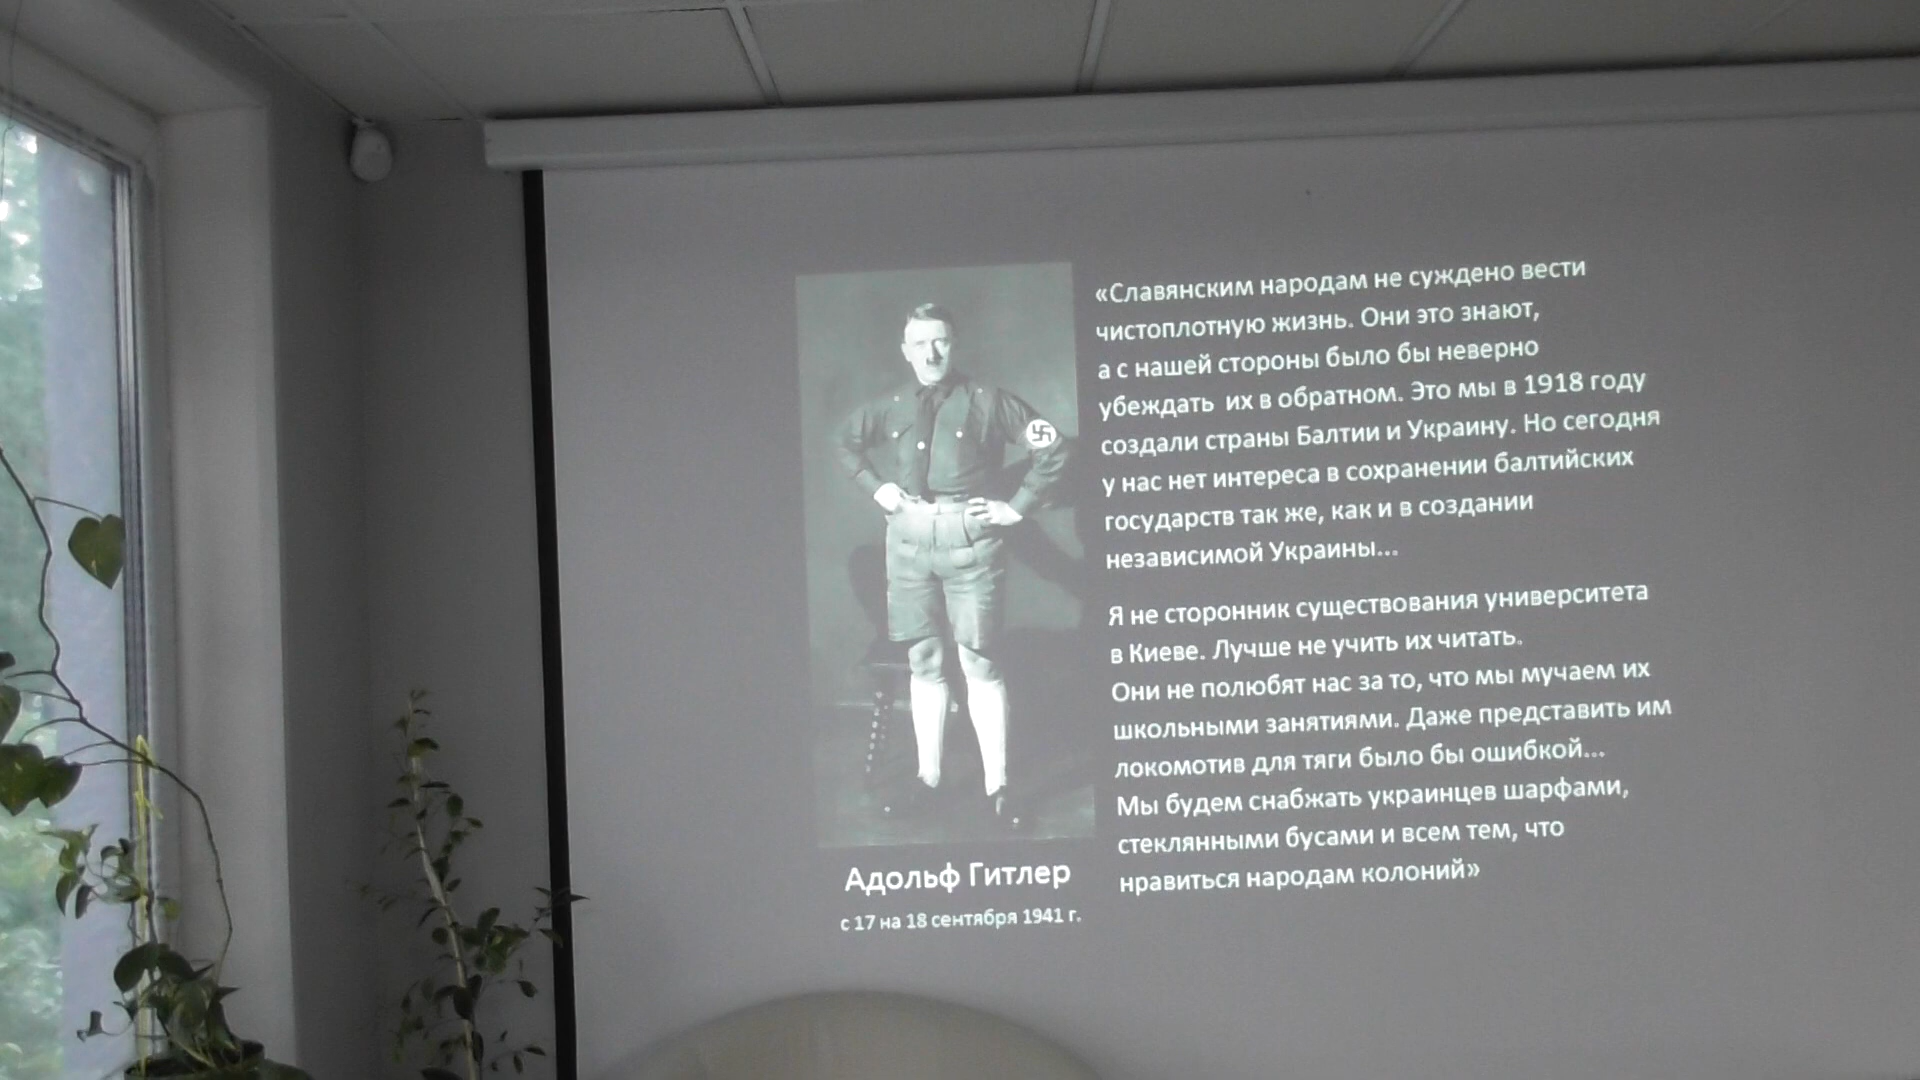 «Славянским народам не суждено вести
чистоплотную жизнь. Они это знают,
а с нашей стороны было бы неверно
убеждать их в обратном. Это мы в 1918 году
создали страны Балтии и Украину. Но сегодня
у нас нет интереса в сохранении балтийских
государств так же, как и в создании
независимой Украины...
Я не сторонник существования университета
в Киеве. Лучше не учить их читать.
Они не полюбят нас за то, что мы мучаем их
школьными занятиями. Даже представить им
локомотив для тяги было бы ошибкой...
Мы будем снабжать украинцев шарфами,
стеклянными бусами и всем тем, что
нравиться народам колоний»
Адольф Гитлер
с 17 на 18 сентября 1941 г.